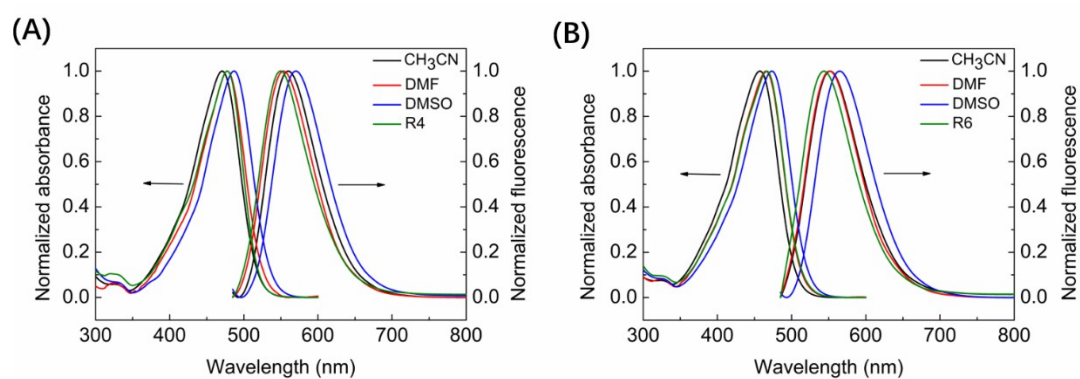 (A)
Normalized absorbance
1.0
0.8
0.6
0.4
0.2
0.0
CH3CN
DMF
DMSO
R4
1.0
0.8
0.6
0.4
0.2
0.0
Normalized fluorescence
300 400 500 600 700 800
Wavelength (nm)
(B)
Normalized absorbance
1.0
0.8
0.6
0.4
0.2
0.0
CH3CN
DMF
DMSO
R6
1.0
0.8
0.6
0.4
0.2
0.0
Normalized fluorescence
300 400 500 600 700 800
Wavelength (nm)